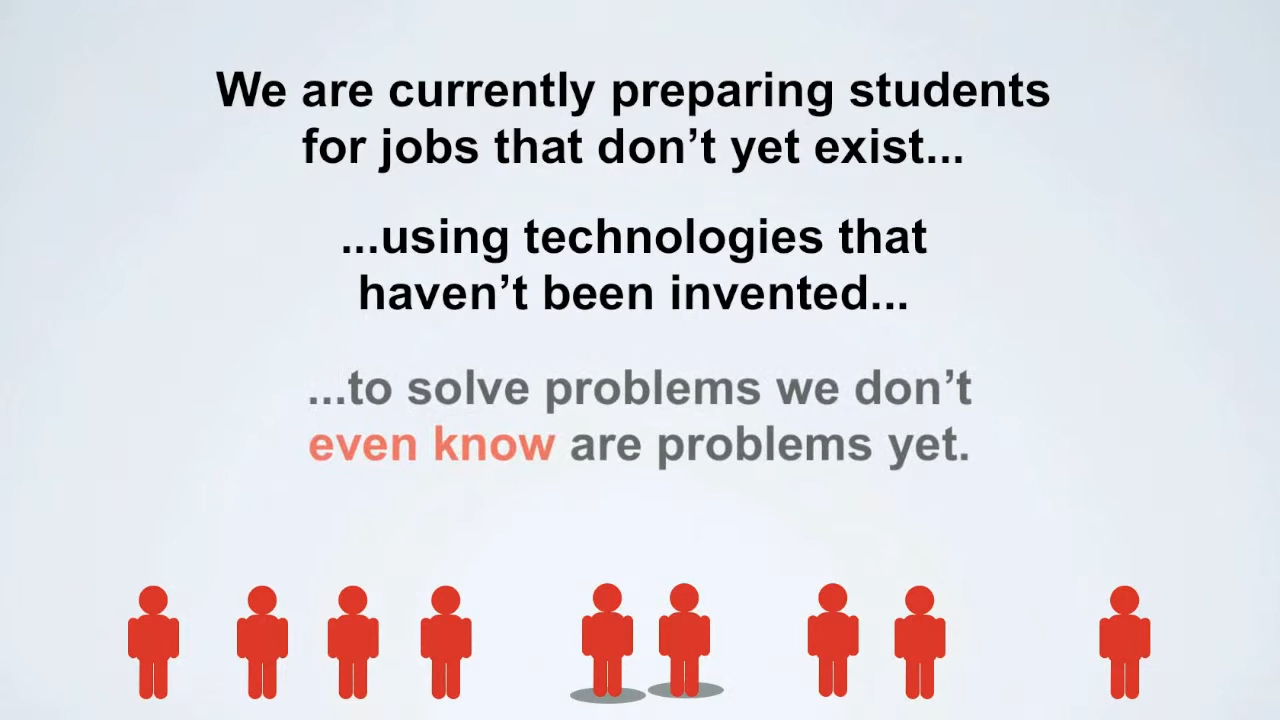 We are currently preparing students
for jobs that don’t yet exist...
...using technologies that
haven’t been invented...
...to solve problems we don’t
even know are problems yet.